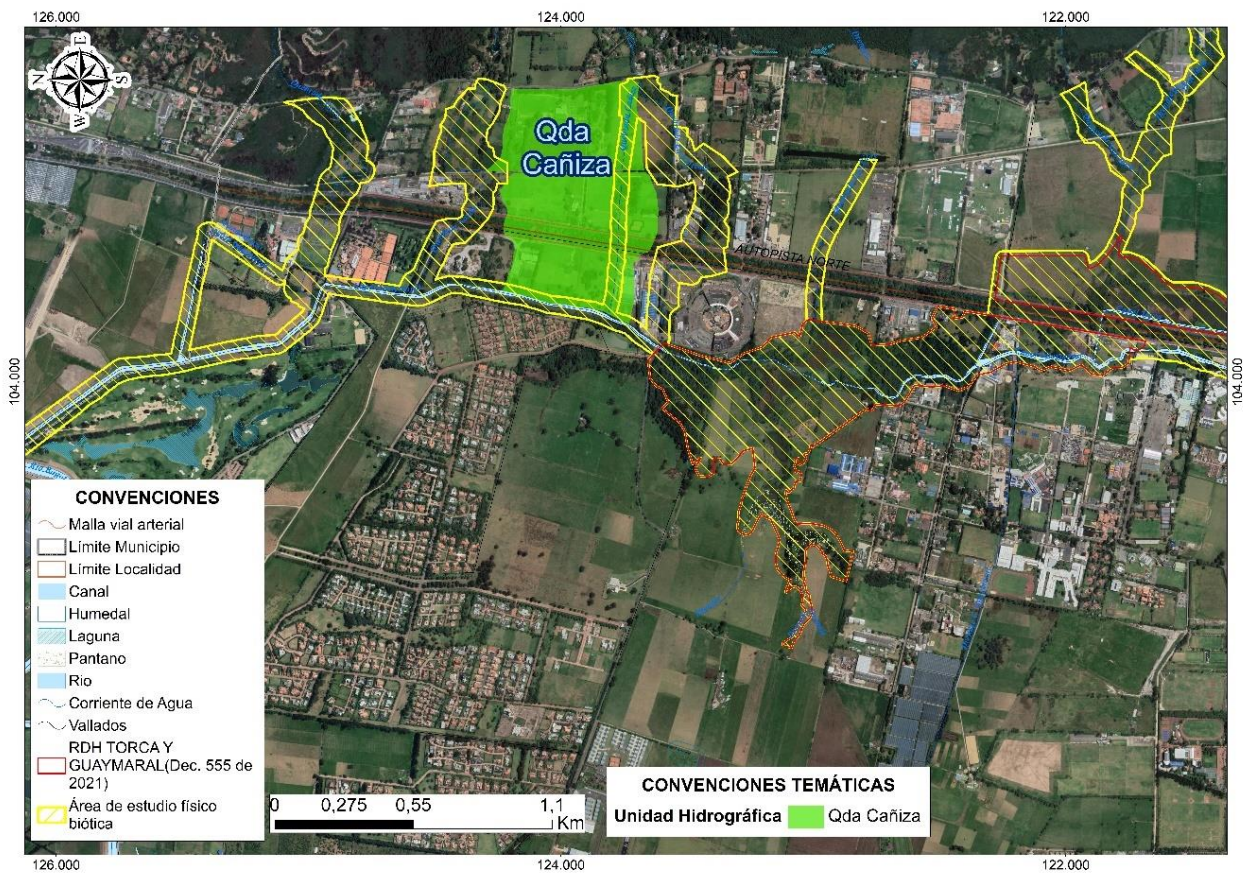 126.000
124.000
122.000
E
N
S
W
Qda
Cañiza
AUTOPISTA NORTE
104.000
104.000
CONVENCIONES
Malla vial arterial
Límite Municipio
Límite Localidad
Canal
Humedal
Laguna
Pantano
Rio
Corriente de Agua
Vallados
RDH TORCA Y
GUAYMARAL(Dec. 555 de
2021)
Área de estudio físico
biótica
0 0,275 0,55 1,1
Km
CONVENCIONES TEMÁTICAS
Unidad Hidrográfica Qda Cañiza
126.000
124.000
122.000